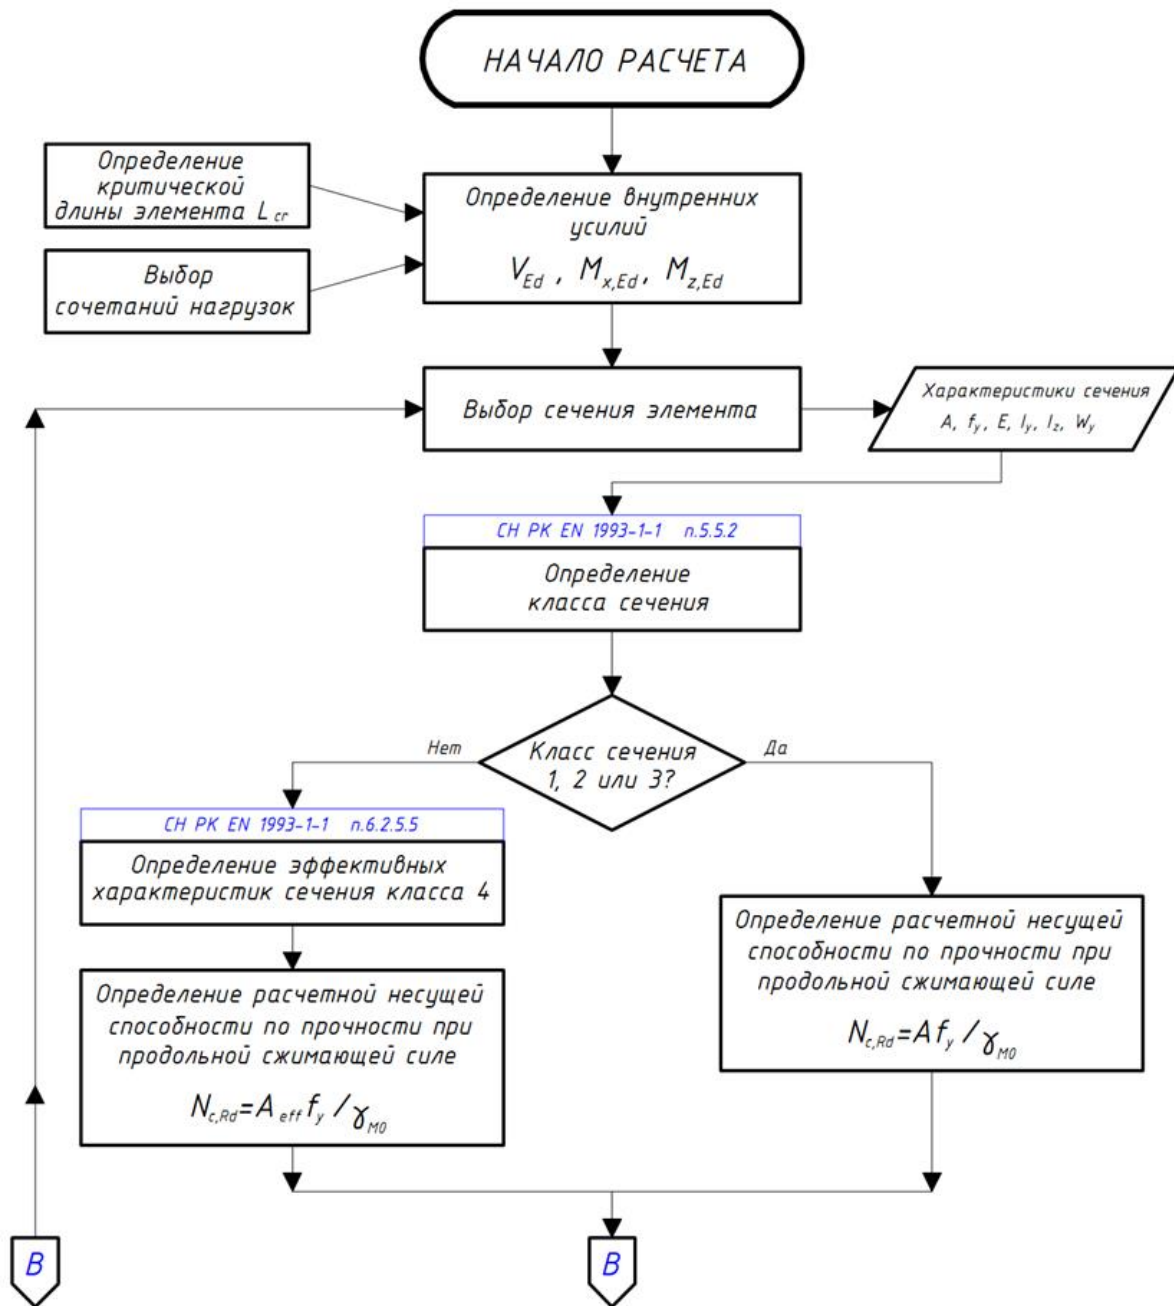 НАЧАЛО РАСЧЕТА
Определение
критической
длины элемента L cr
Определение внутренних
усилий
V Ed , M x,Ed, M z,Ed
Выбор
сочетаний нагрузок
Выбор сечения элемента
Характеристики сечения
A, f y, E, I y, I z, W y
СН РК EN 1993-1-1 п.5.5.2
Определение
класса сечения
Нет
Класс сечения
1, 2 или 3?
Да
СН РК EN 1993-1-1 п.6.2.5.5
Определение эффективных
характеристик сечения класса 4
Определение расчетной несущей
способности по прочности при
продольной сжимающей силе
N c,Rd=A f y / γ M0
Определение расчетной несущей
способности по прочности при
продольной сжимающей силе
N c,Rd=A eff f y / γ M0
В
В